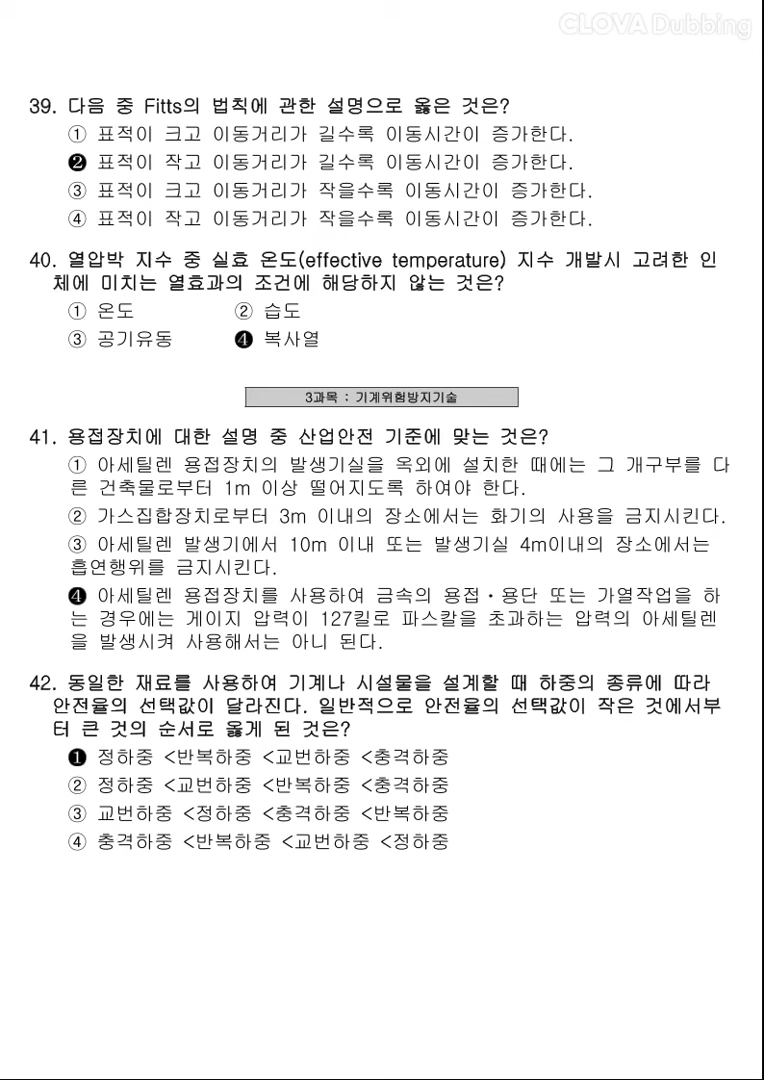 CLOVA Dubbing
39. 다음 중 Fitts의 법칙에 관한 설명으로 옳은 것은?
① 표적이 크고 이동거리가 길수록 이동시간이 증가한다.
❷ 표적이 작고 이동거리가 길수록 이동시간이 증가한다.
③ 표적이 크고 이동거리가 작을수록 이동시간이 증가한다.
④ 표적이 작고 이동거리가 작을수록 이동시간이 증가한다.
40. 열압박 지수 중 실효 온도(effective temperature) 지수 개발시 고려한 인
체에 미치는 열효과의 조건에 해당하지 않는 것은?
① 온도 ② 습도
③ 공기유동 ❹ 복사열
3과목 : 기계위험방지기술
41. 용접장치에 대한 설명 중 산업안전 기준에 맞는 것은?
① 아세틸렌 용접장치의 발생기실을 옥외에 설치한 때에는 그 개구부를 다
른 건축물로부터 1m 이상 떨어지도록 하여야 한다.
② 가스집합장치로부터 3m 이내의 장소에서는 화기의 사용을 금지시킨다.
③ 아세틸렌 발생기에서 10m 이내 또는 발생기실 4m이내의 장소에서는
흡연행위를 금지시킨다.
❹ 아세틸렌 용접장치를 사용하여 금속의 용접·용단 또는 가열작업을 하
는 경우에는 게이지 압력이 127킬로 파스칼을 초과하는 압력의 아세틸렌
을 발생시켜 사용해서는 아니 된다.
42. 동일한 재료를 사용하여 기계나 시설물을 설계할 때 하중의 종류에 따라
안전율의 선택값이 달라진다. 일반적으로 안전율의 선택값이 작은 것에서부
터 큰 것의 순서로 옳게 된 것은?
❶ 정하중 <반복하중 <교번하중 <충격하중
② 정하중 <교번하중 <반복하중 <충격하중
③ 교번하중 <정하중 <충격하중 <반복하중
④ 충격하중 <반복하중 <교번하중 <정하중